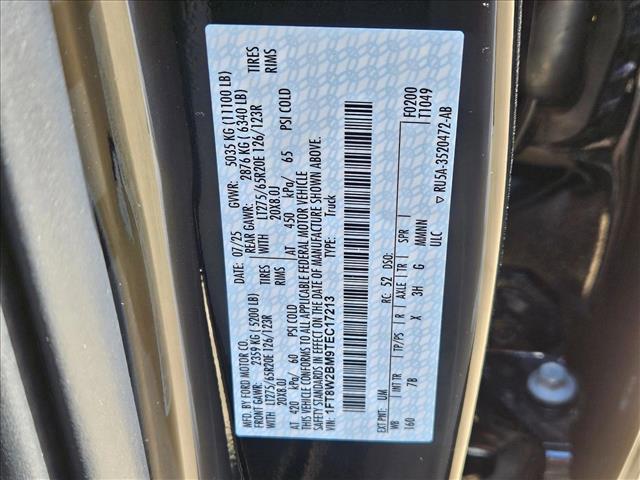 MFD. BY FORD MOTOR CO.
DATE: 07/25 GVWR: 5035 KG (11100 LB)
FRONT GAWR: 2359 KG (5200 LB) REAR GAWR: 2876 KG (6340 LB)
WITH LT275/65R20E 126/123R TIRES WITH LT275/65R20E 126/123R TIRES
20X8.0J RIMS 20X8.0J RIMS
AT 420 kPa/ 60 PSI COLD AT 450 kPa/ 65 PSI COLD
THIS VEHICLE CONFORMS TO ALL APPLICABLE FEDERAL MOTOR VEHICLE
SAFETY STANDARDS IN EFFECT ON THE DATE OF MANUFACTURE SHOWN ABOVE.
VIN: 1FT8W2BM9TEC17213 TYPE: Truck
F0200
T1049
EXT PNT: UM RC: 52 DSO:
WB INT TR TP/PS R AXLE TR SPR
160 7B X 3H G MAMNN
ULC RU5A-3520472-AB